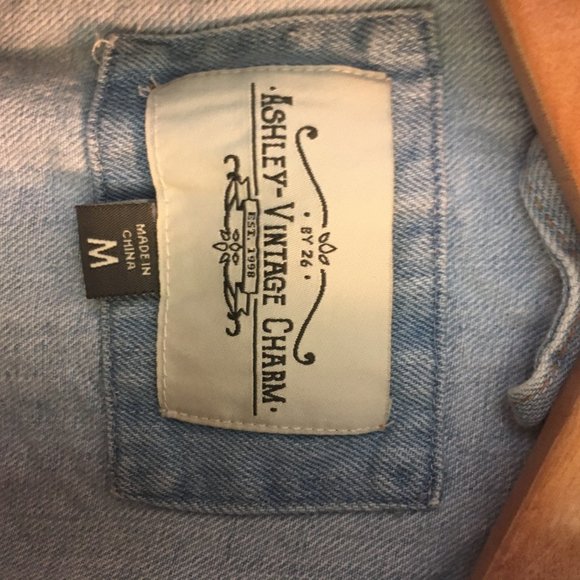 · BY 26 ·
· ASHLEY-VINTAGE CHARM ·
EST. 1998
MADE IN
CHINA
M